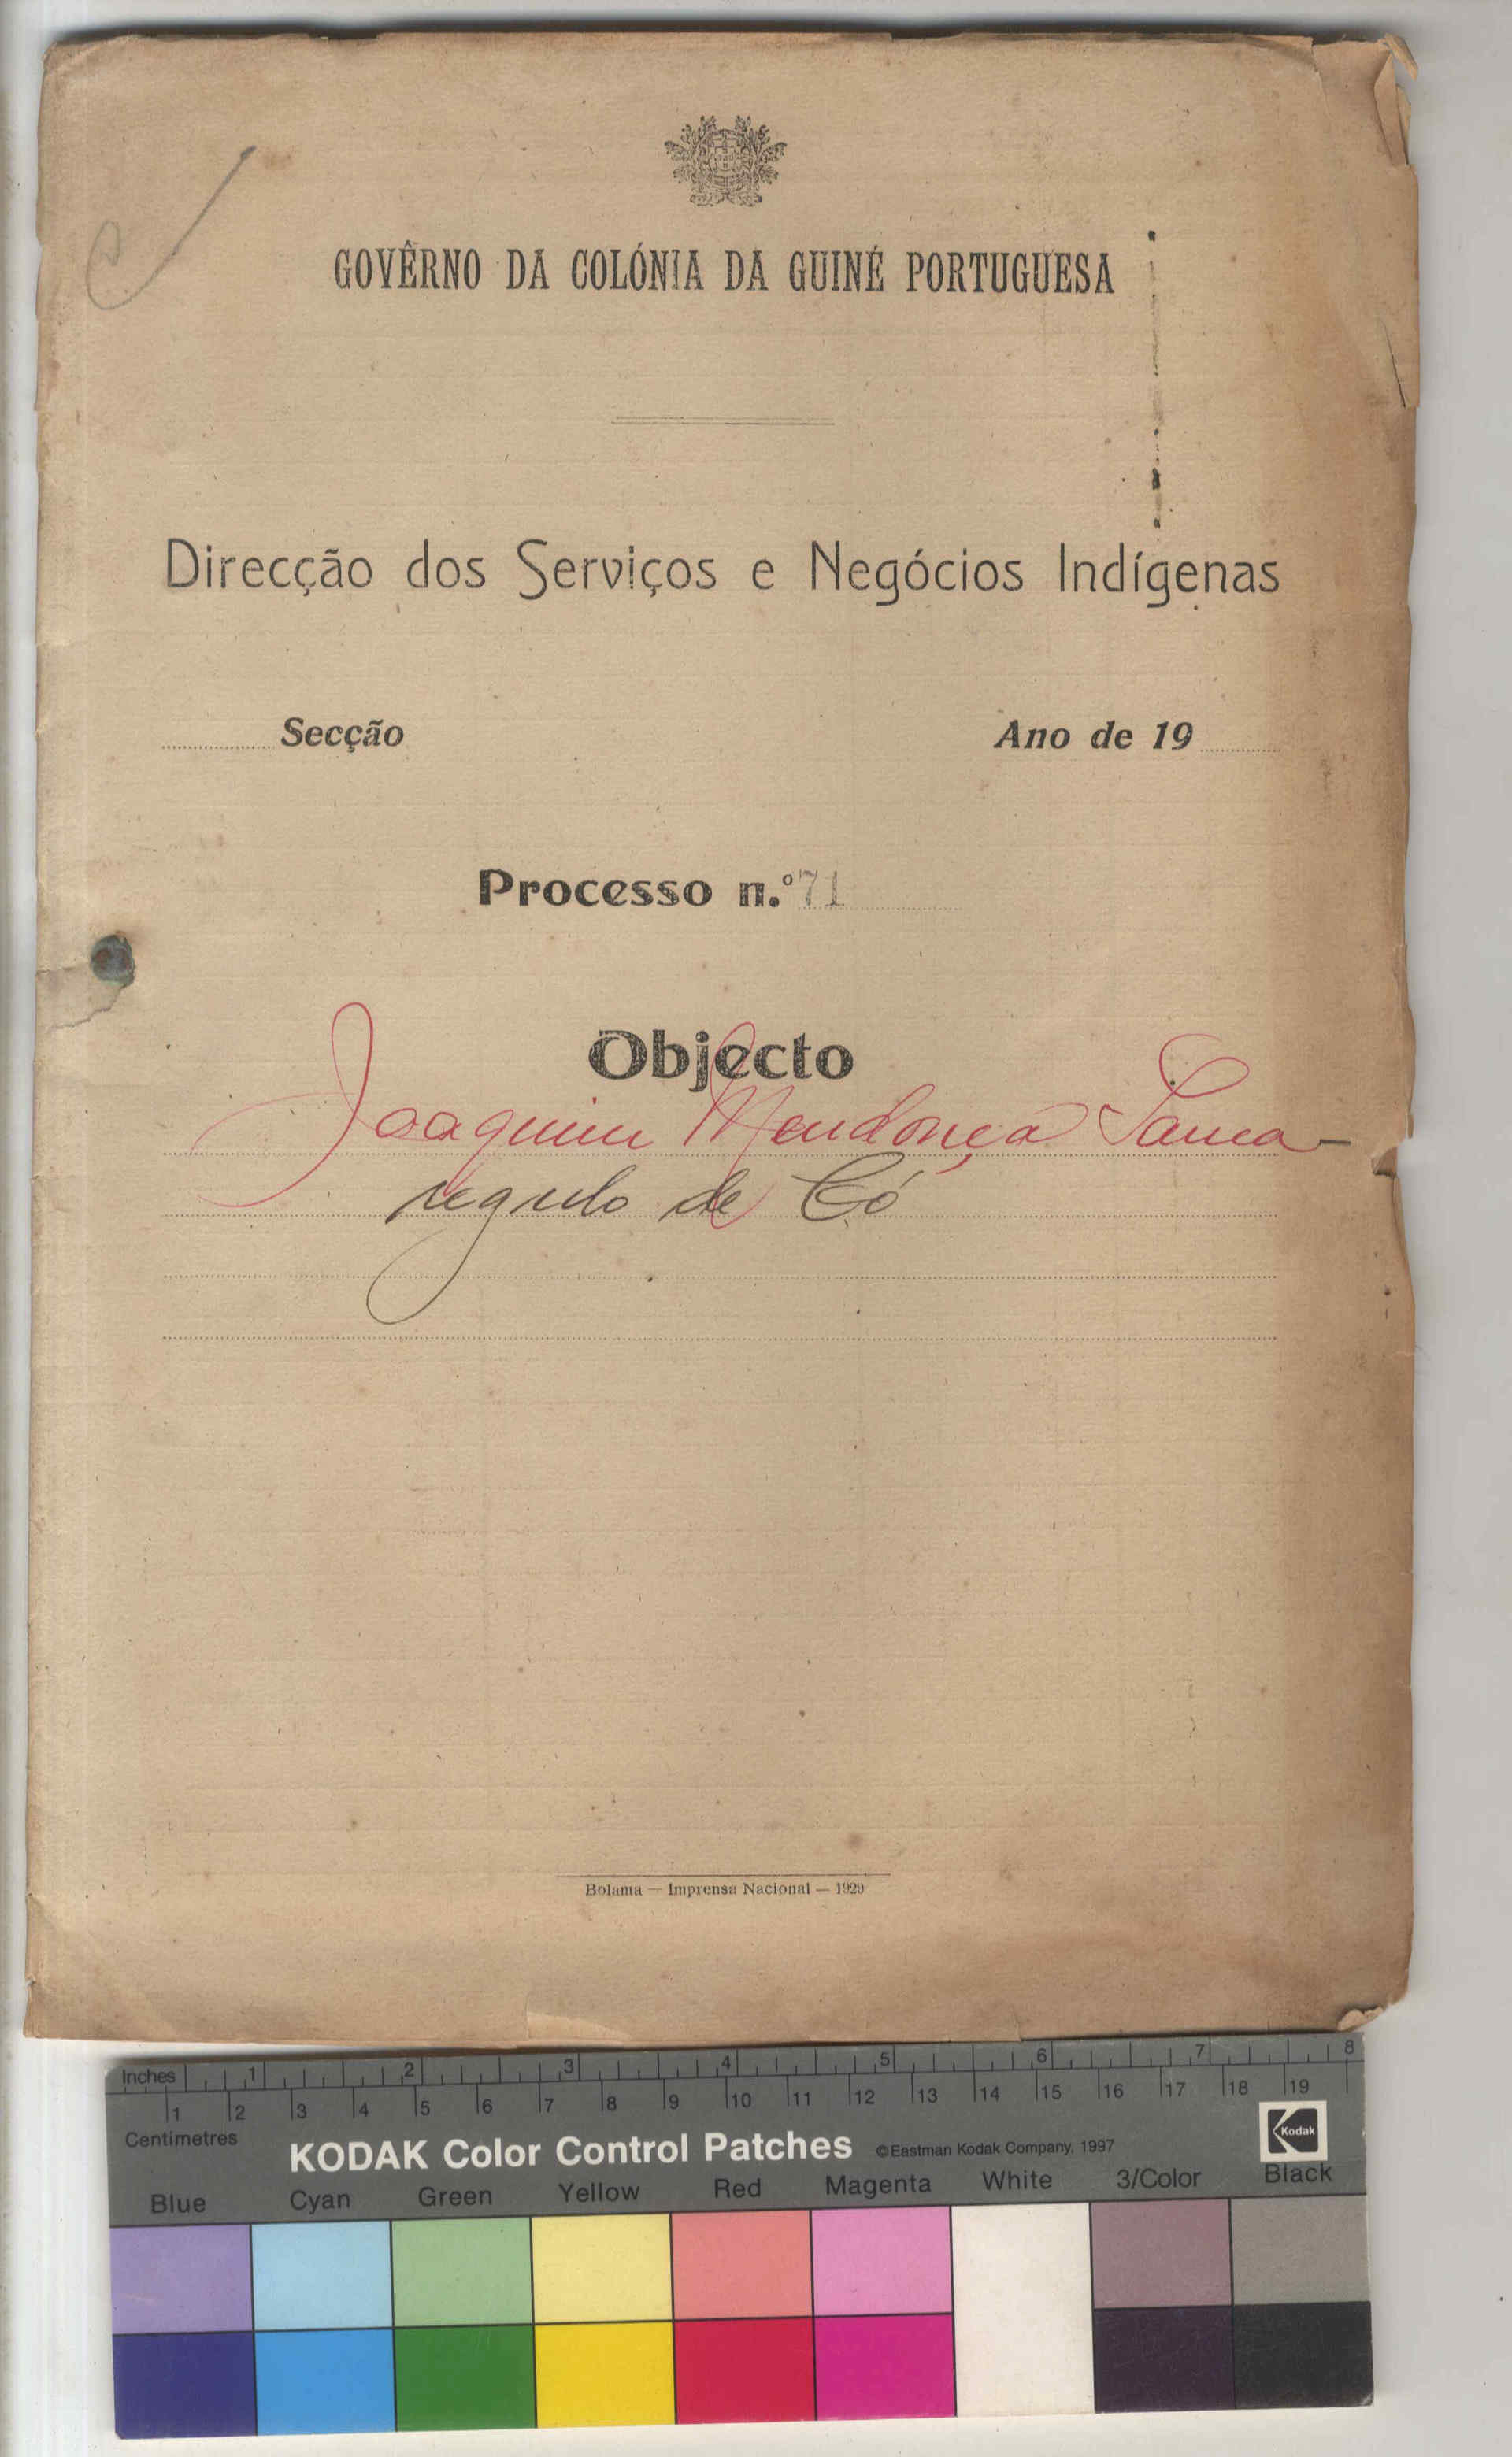 GOVÊRNO DA COLÓNIA DA GUINÉ PORTUGUESA
Direcção dos Serviços e Negócios Indígenas
Secção Ano de 19
Processo n.º 71
Objecto
Joaquim Mendonça
regulo de Có
Bolama — Imprensa Nacional — 1929
Inches 1 2 3 4 5 6 7 8
1 2 3 4 5 6 7 8 9 10 11 12 13 14 15 16 17 18 19
Centimetres
KODAK Color Control Patches ©Eastman Kodak Company, 1997 Kodak
Blue Cyan Green Yellow Red Magenta White 3/Color Black